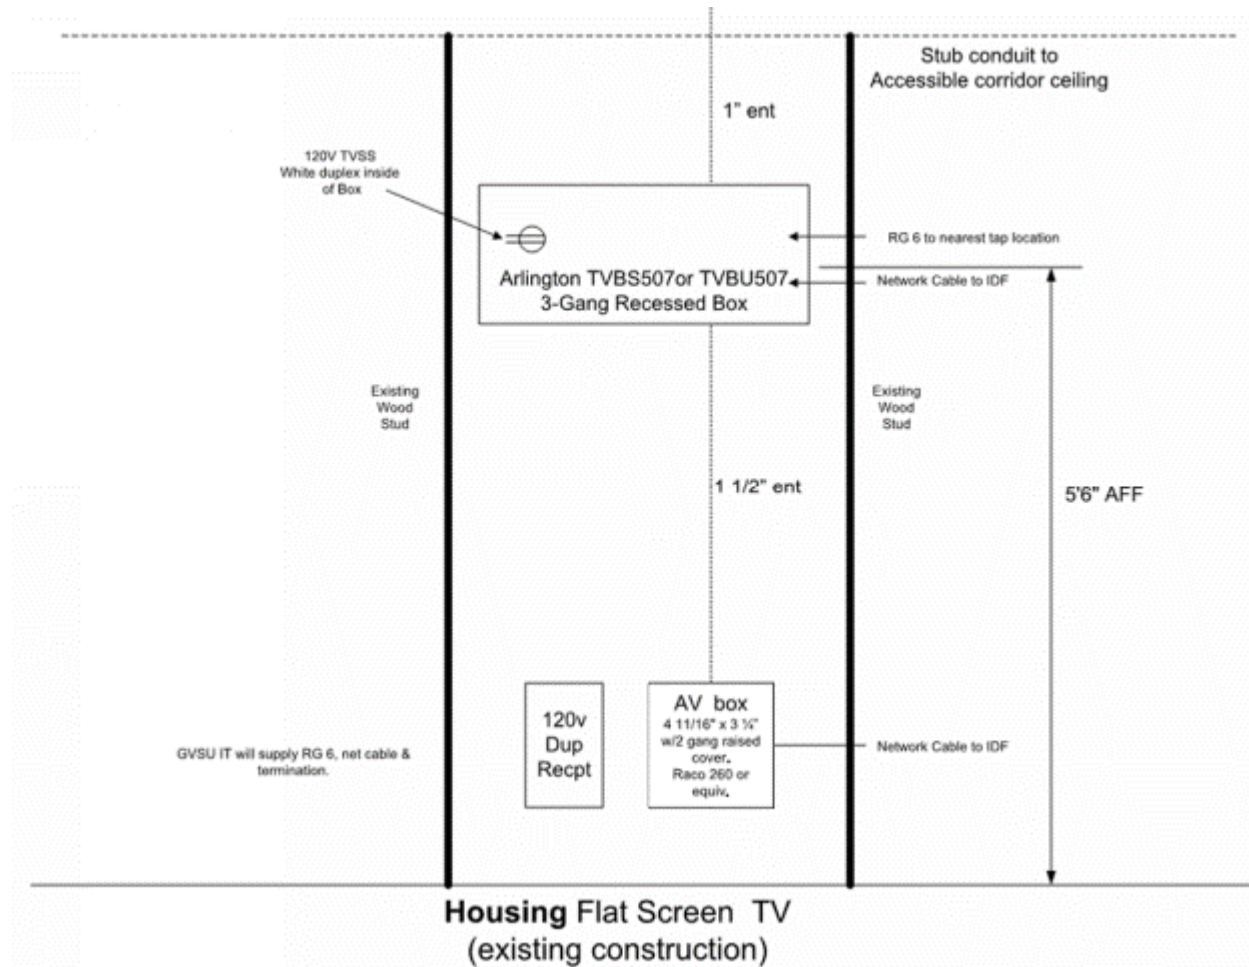 Stub conduit to
Accessible corridor ceiling
1” ent
120V TVSS
White duplex inside
of Box
RG 6 to nearest tap location
Arlington TVBS507or TVBU507
3-Gang Recessed Box
Network Cable to IDF
Existing
Wood
Stud
Existing
Wood
Stud
1 1/2” ent
5'6" AFF
120v
Dup
Recpt
AV box
4 11/16" x 3 ¼”
w/2 gang raised
cover.
Raco 260 or
equiv.
Network Cable to IDF
GVSU IT will supply RG 6, net cable &
termination.
Housing Flat Screen TV
(existing construction)